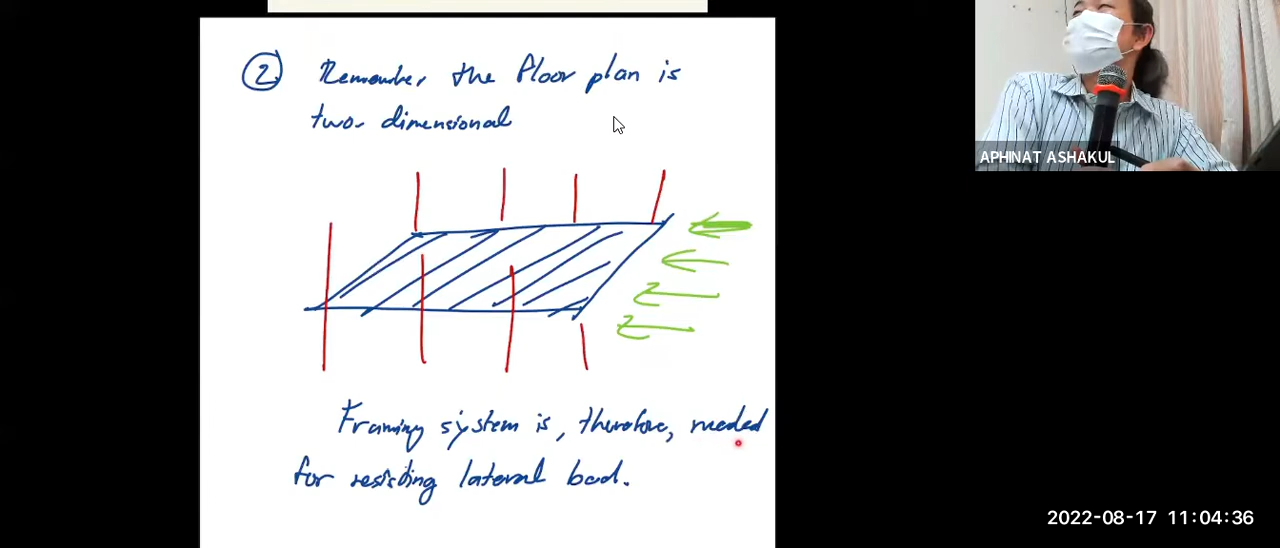 ② Remember the floor plan is
two-dimensional
APHINAT ASHAKUL
Framing system is, therefore, needed
for resisting lateral load.
2022-08-17 11:04:36